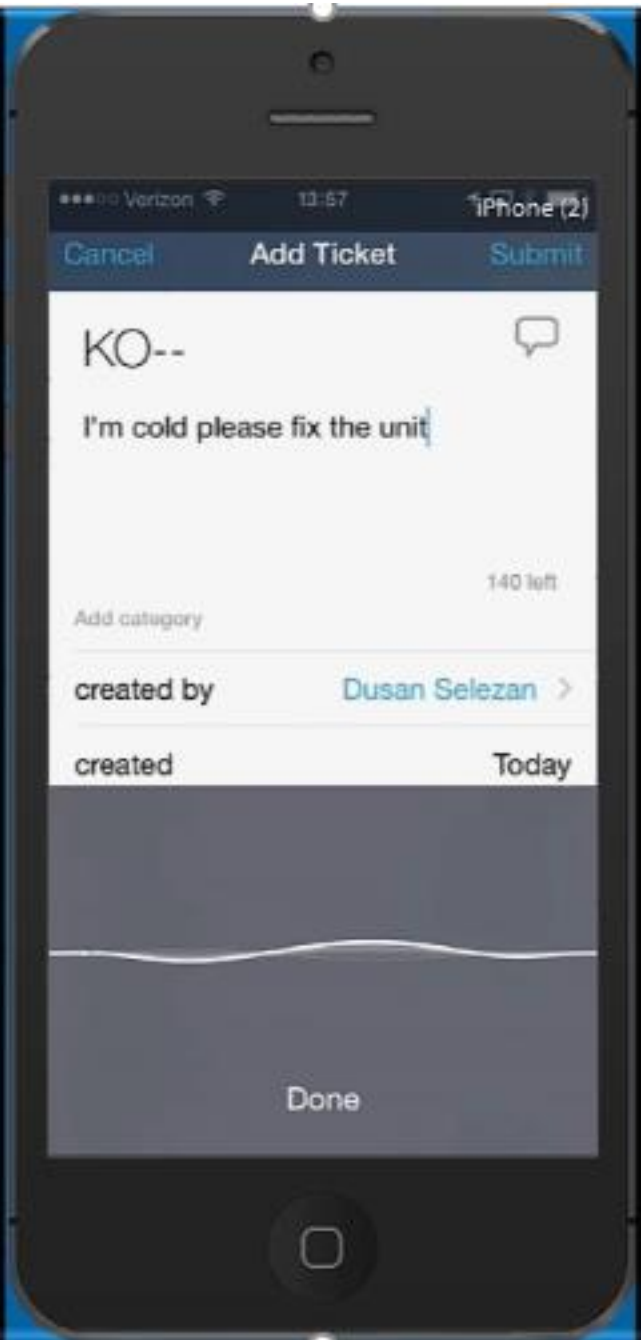 Verizon 13:57 iPhone (2)
Cancel Add Ticket Submit
KO--
I'm cold please fix the unit
140 left
Add category
created by Dusan Selezan >
created Today
Done